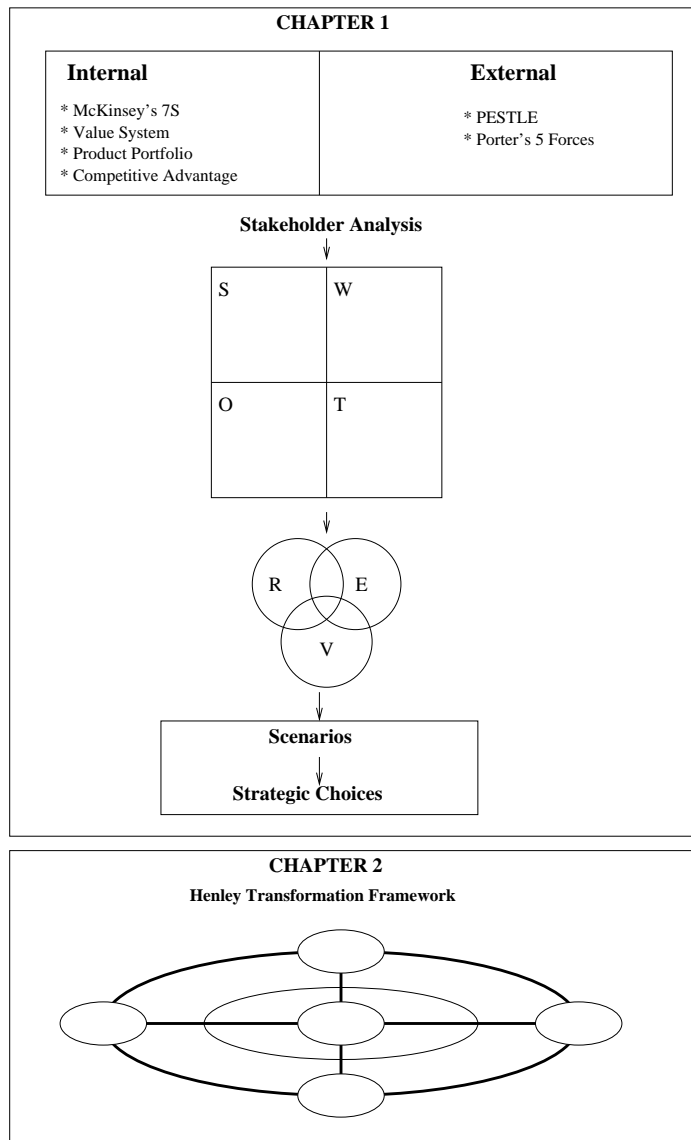 CHAPTER 1
Internal
* McKinsey's 7S
* Value System
* Product Portfolio
* Competitive Advantage
External
* PESTLE
* Porter's 5 Forces
Stakeholder Analysis
S
W
O
T
R
E
V
Scenarios
Strategic Choices
CHAPTER 2
Henley Transformation Framework